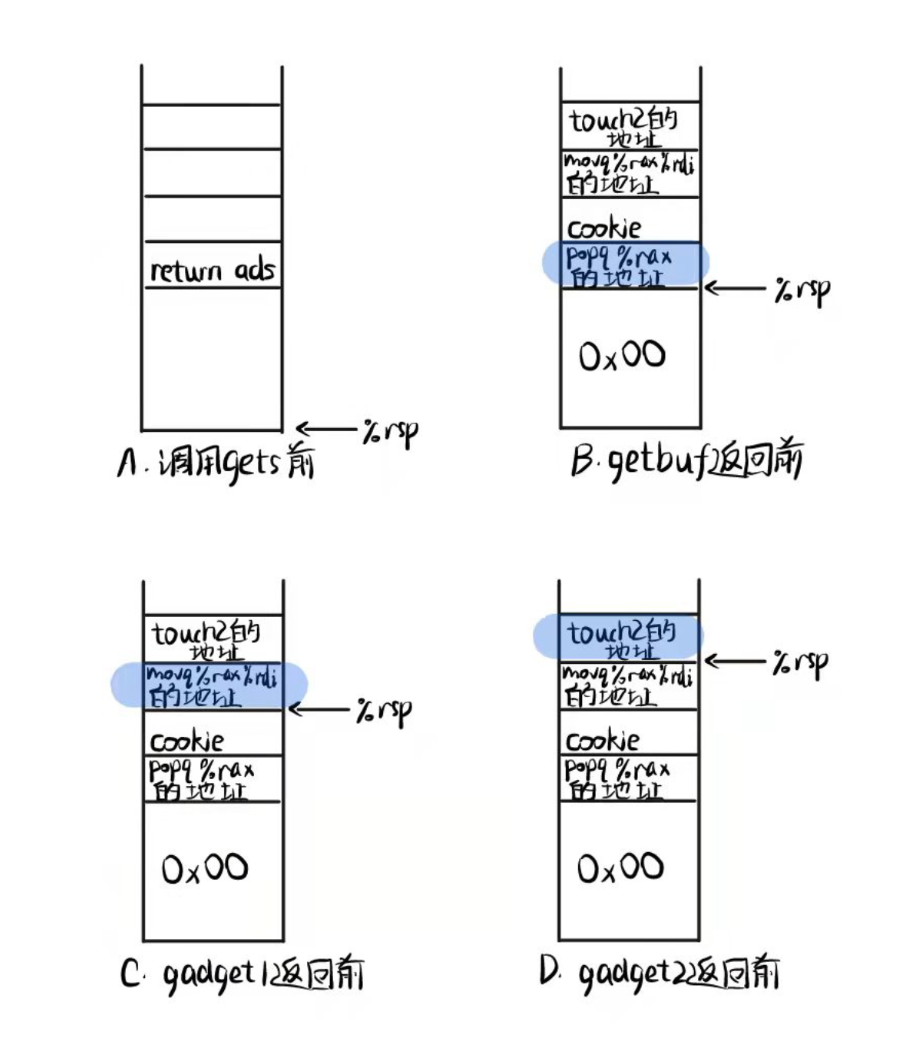 return ads
%rsp
A.调用gets前
touch2的
地址
movq%rax%rdi
的地址
cookie
popq %rax
的地址
%rsp
0x00
B.getbuf返回前
touch2的
地址
movq%rax%rdi
的地址
%rsp
cookie
popq %rax
的地址
0x00
C. gadget1返回前
touch2的
地址
%rsp
movq%rax%rdi
的地址
cookie
popq %rax
的地址
0x00
D. gadget2返回前